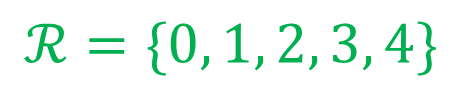 ℛ = {0, 1, 2, 3, 4}